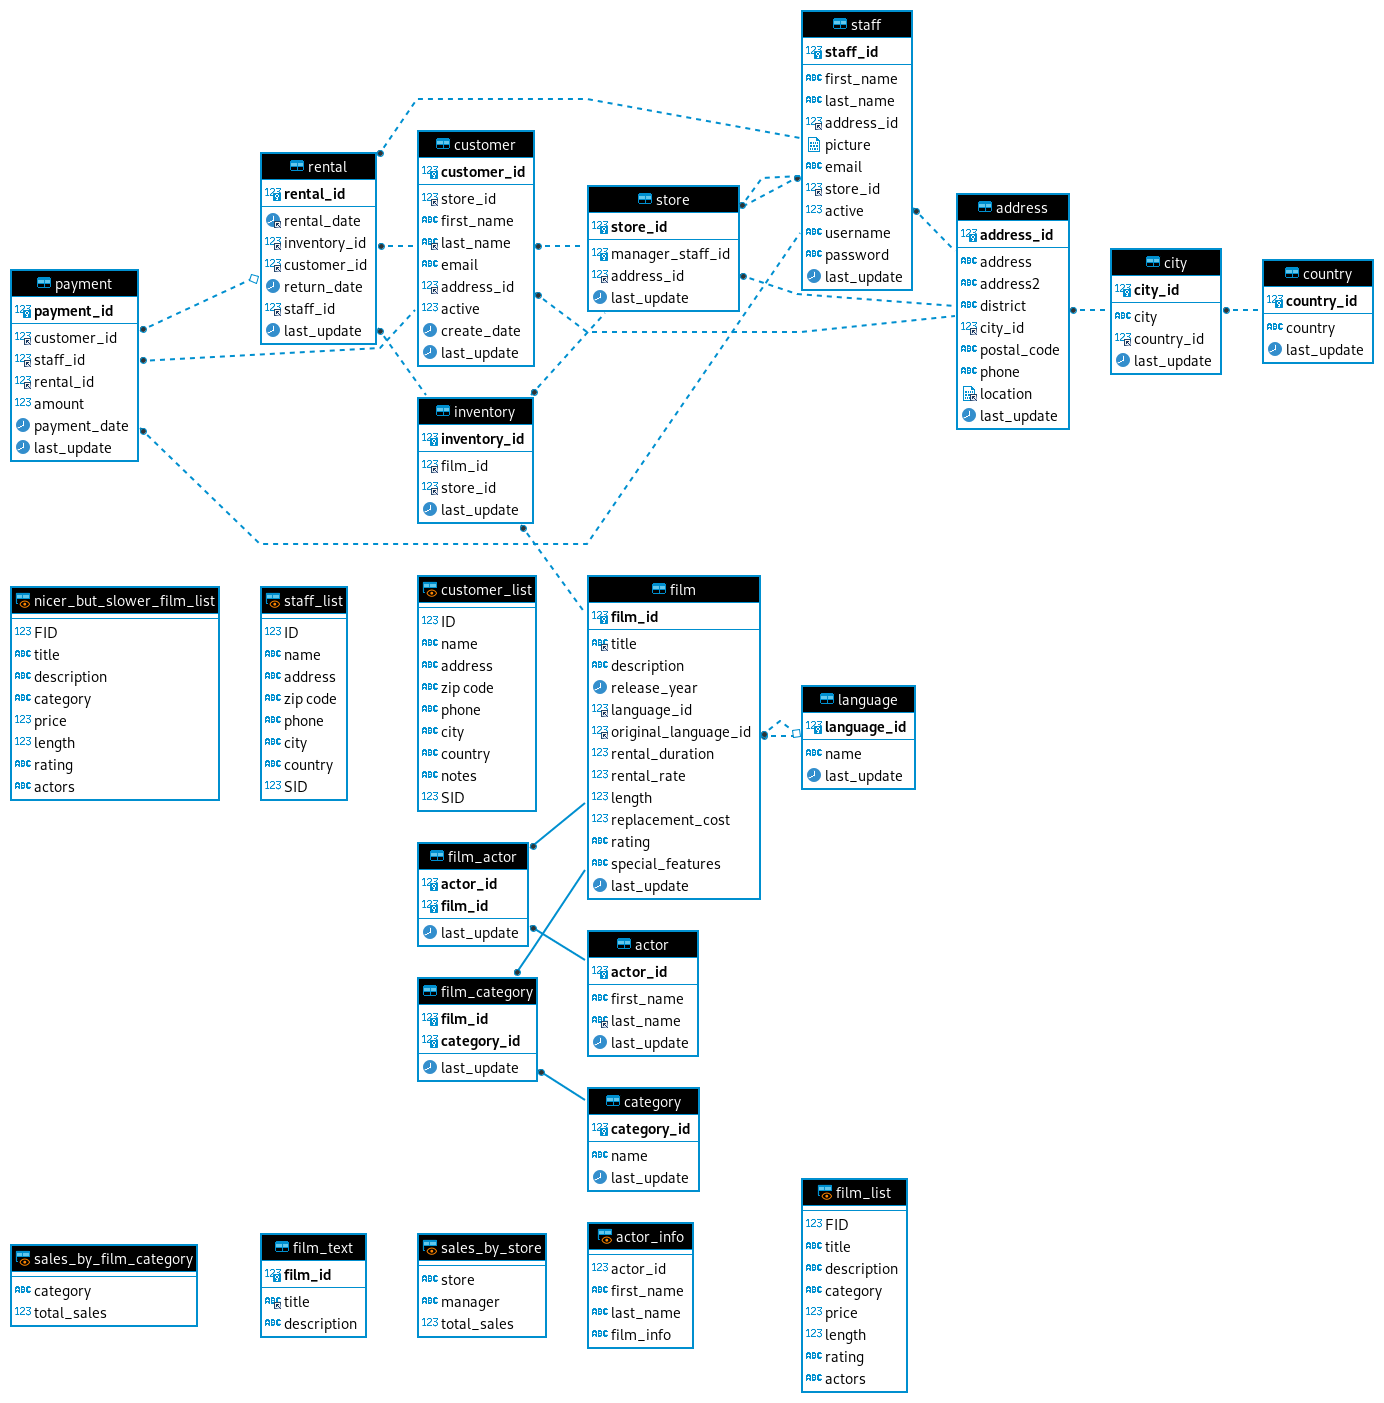 staff
staff_id
first_name
last_name
address_id
picture
email
store_id
active
username
password
last_update
customer
customer_id
store_id
first_name
last_name
email
address_id
active
create_date
last_update
rental
rental_id
rental_date
inventory_id
customer_id
return_date
staff_id
last_update
store
store_id
manager_staff_id
address_id
last_update
address
address_id
address
address2
district
city_id
postal_code
phone
location
last_update
city
city_id
city
country_id
last_update
country
country_id
country
last_update
payment
payment_id
customer_id
staff_id
rental_id
amount
payment_date
last_update
inventory
inventory_id
film_id
store_id
last_update
nicer_but_slower_film_list
FID
title
description
category
price
length
rating
actors
staff_list
ID
name
address
zip code
phone
city
country
SID
customer_list
ID
name
address
zip code
phone
city
country
notes
SID
film
film_id
title
description
release_year
language_id
original_language_id
rental_duration
rental_rate
length
replacement_cost
rating
special_features
last_update
language
language_id
name
last_update
film_actor
actor_id
film_id
last_update
actor
actor_id
first_name
last_name
last_update
film_category
film_id
category_id
last_update
category
category_id
name
last_update
film_list
FID
title
description
category
price
length
rating
actors
sales_by_film_category
category
total_sales
film_text
film_id
title
description
sales_by_store
store
manager
total_sales
actor_info
actor_id
first_name
last_name
film_info